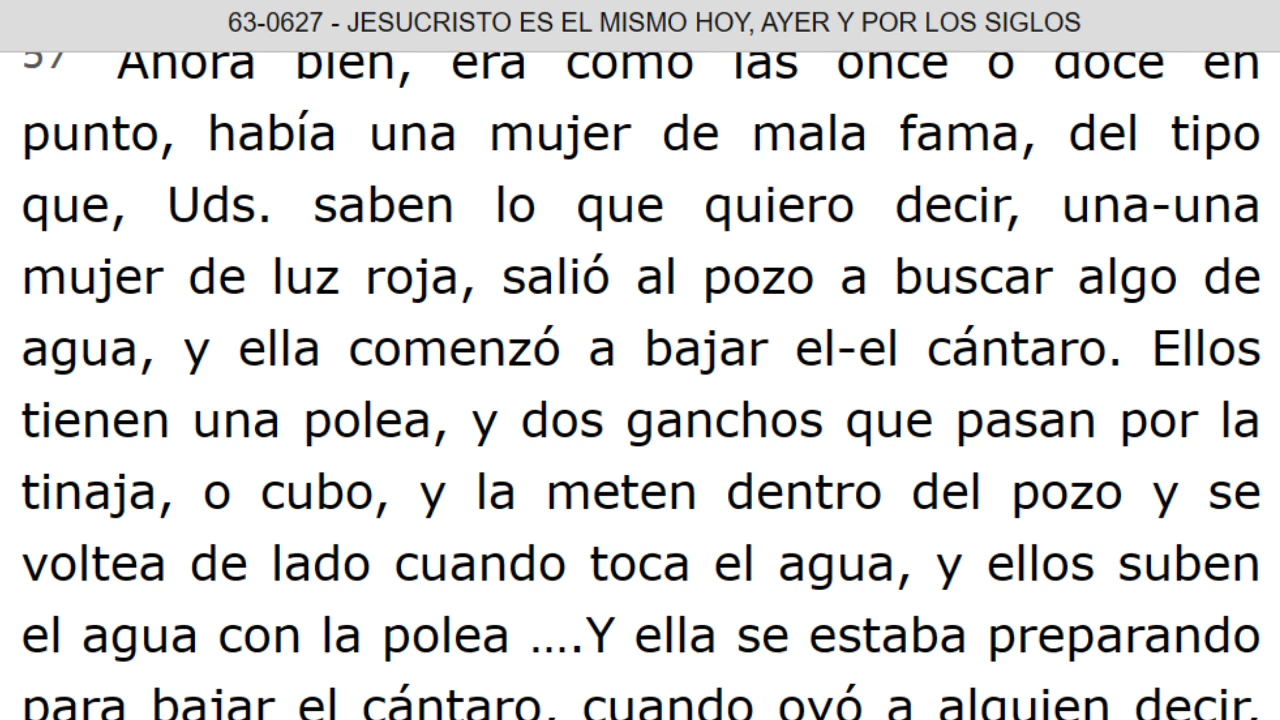 63-0627 - JESUCRISTO ES EL MISMO HOY, AYER Y POR LOS SIGLOS
57 Ahora bien, era como las once o doce en
punto, había una mujer de mala fama, del tipo
que, Uds. saben lo que quiero decir, una-una
mujer de luz roja, salió al pozo a buscar algo de
agua, y ella comenzó a bajar el-el cántaro. Ellos
tienen una polea, y dos ganchos que pasan por la
tinaja, o cubo, y la meten dentro del pozo y se
voltea de lado cuando toca el agua, y ellos suben
el agua con la polea ....Y ella se estaba preparando
para bajar el cántaro, cuando oyó a alguien decir,